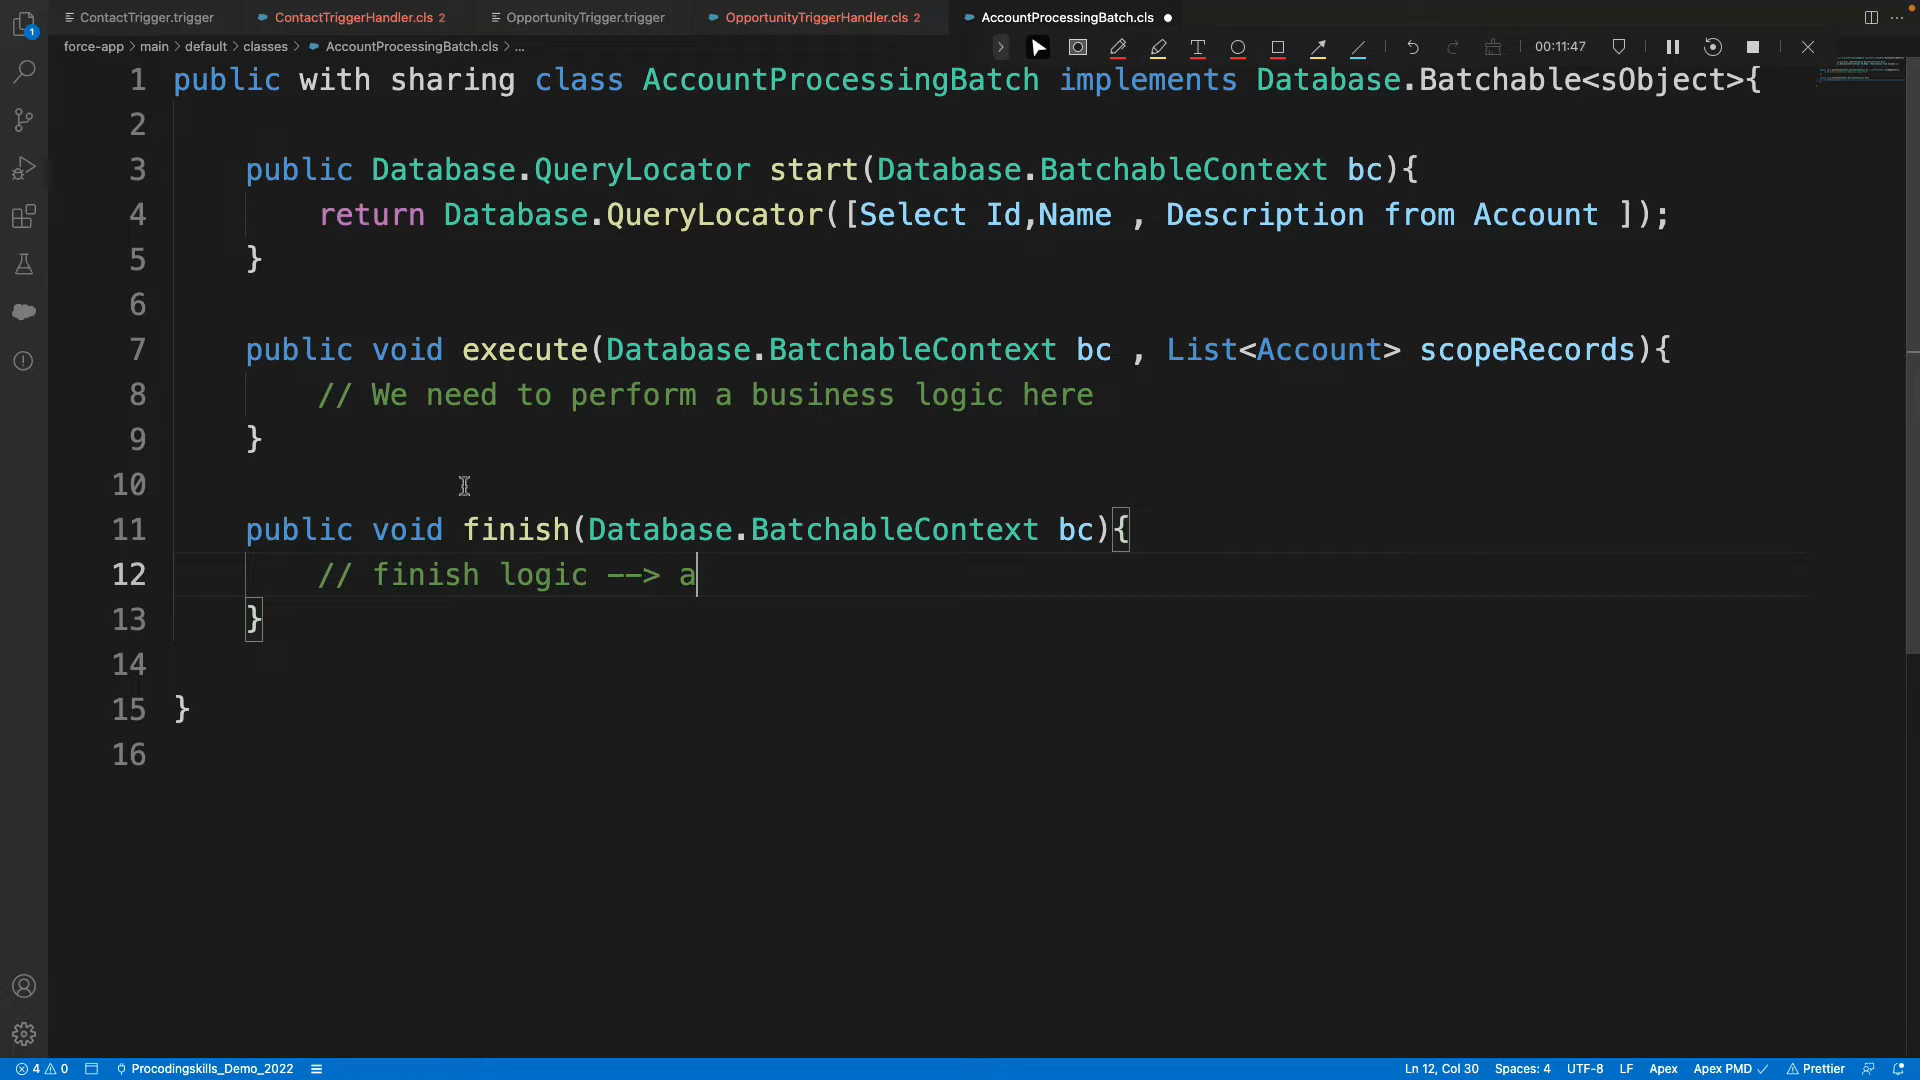 ContactTrigger.trigger ContactTriggerHandler.cls 2 OpportunityTrigger.trigger OpportunityTriggerHandler.cls 2 AccountProcessingBatch.cls
force-app > main > default > classes > AccountProcessingBatch.cls > ... 00:11:47
1 public with sharing class AccountProcessingBatch implements Database.Batchable<sObject>{
2
3 public Database.QueryLocator start(Database.BatchableContext bc){
4 return Database.QueryLocator([Select Id,Name , Description from Account ]);
5 }
6
7 public void execute(Database.BatchableContext bc , List<Account> scopeRecords){
8 // We need to perform a business logic here
9 }
10
11 public void finish(Database.BatchableContext bc){
12 // finish logic --> a
13 }
14
15 }
16
4 0 Procodingskills_Demo_2022 Ln 12, Col 30 Spaces: 4 UTF-8 LF Apex Apex PMD ✓ Prettier